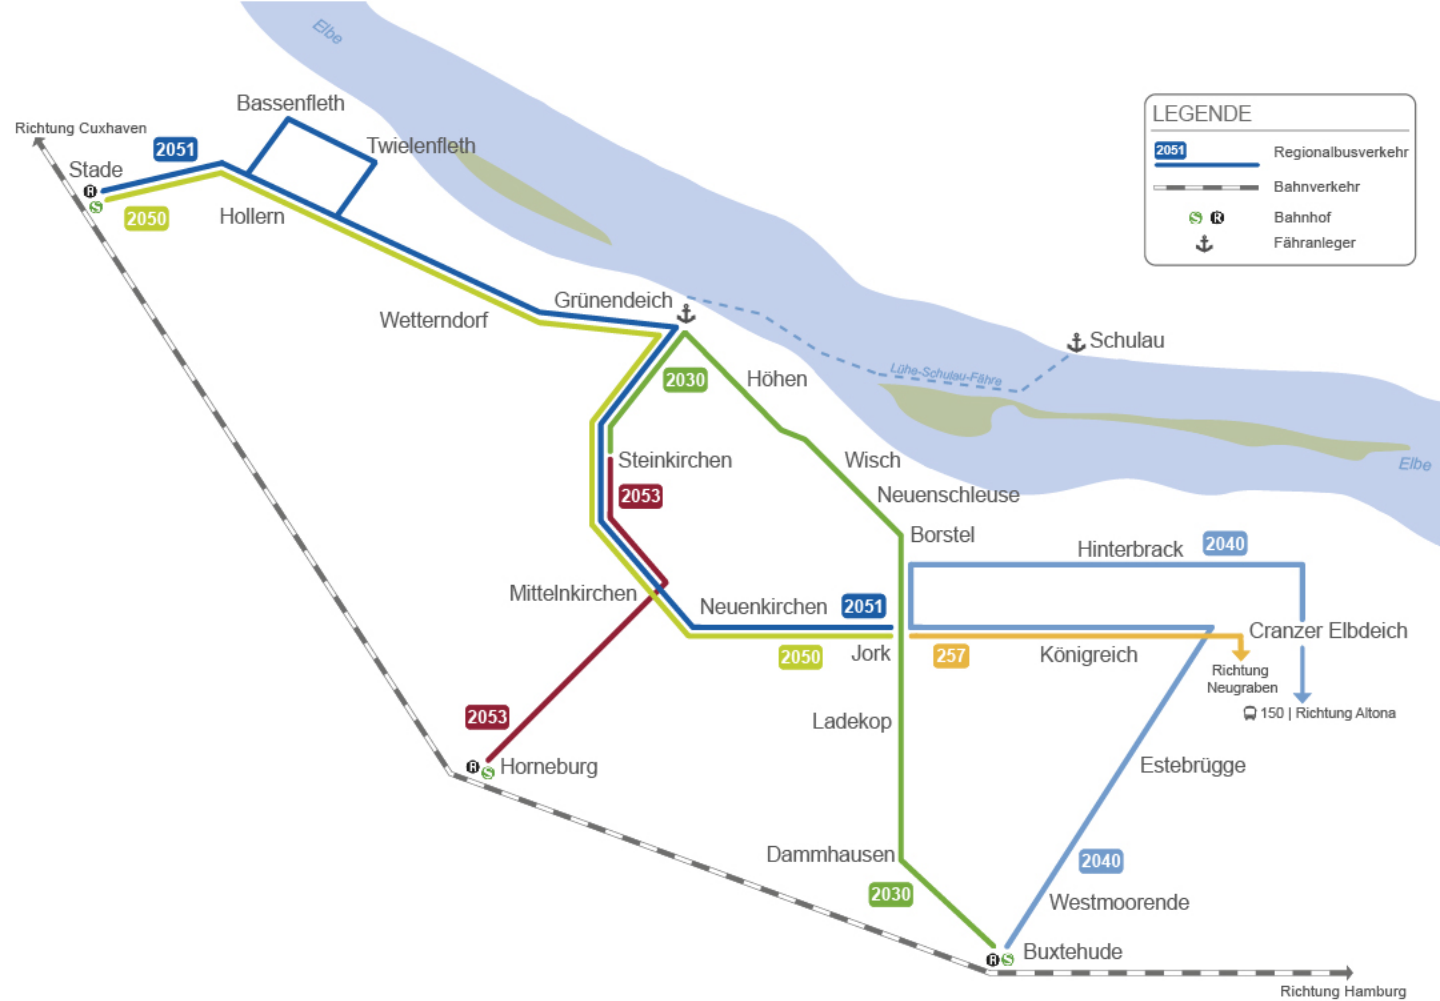 Elbe
Bassenfleth
LEGENDE
Richtung Cuxhaven
2051
Twielenfleth
2051
Regionalbusverkehr
Stade
R
Bahnverkehr
S
2050
Hollern
S R
Bahnhof
Fähranleger
Grünendeich
Wetterndorf
Schulau
2030
Höhen
Lühe-Schulau-Fähre
Steinkirchen
Wisch
Elbe
2053
Neuenschleuse
Borstel
Hinterbrack
2040
Mittelnkirchen
Neuenkirchen
2051
Cranzer Elbdeich
2050
Jork
257
Königreich
Richtung
Neugraben
2053
Ladekop
150 | Richtung Altona
R S
Horneburg
Estebrügge
Dammhausen
2040
2030
Westmoorende
R S
Buxtehude
Richtung Hamburg